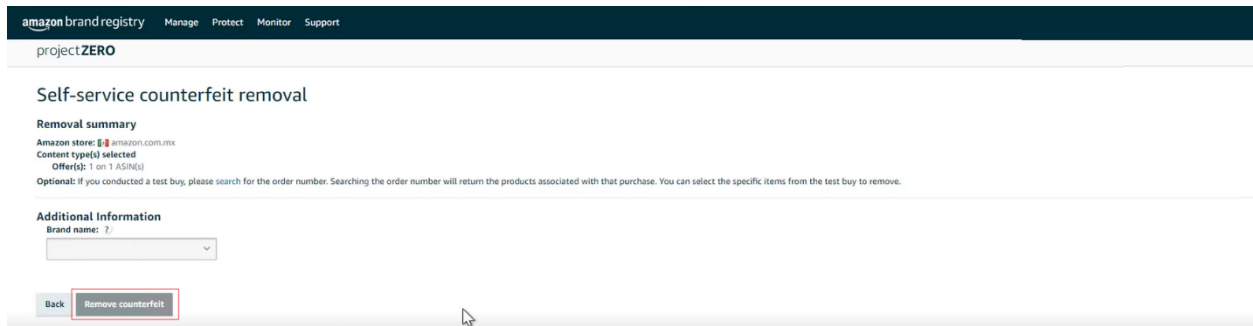 amazon brand registry Manage Protect Monitor Support
projectZERO
Self-service counterfeit removal
Removal summary
Amazon store: amazon.com.mx
Content type(s) selected
Offer(s): 1 on 1 ASIN(s)
Optional: If you conducted a test buy, please search for the order number. Searching the order number will return the products associated with that purchase. You can select the specific items from the test buy to remove.
Additional Information
Brand name: ?
Back Remove counterfeit